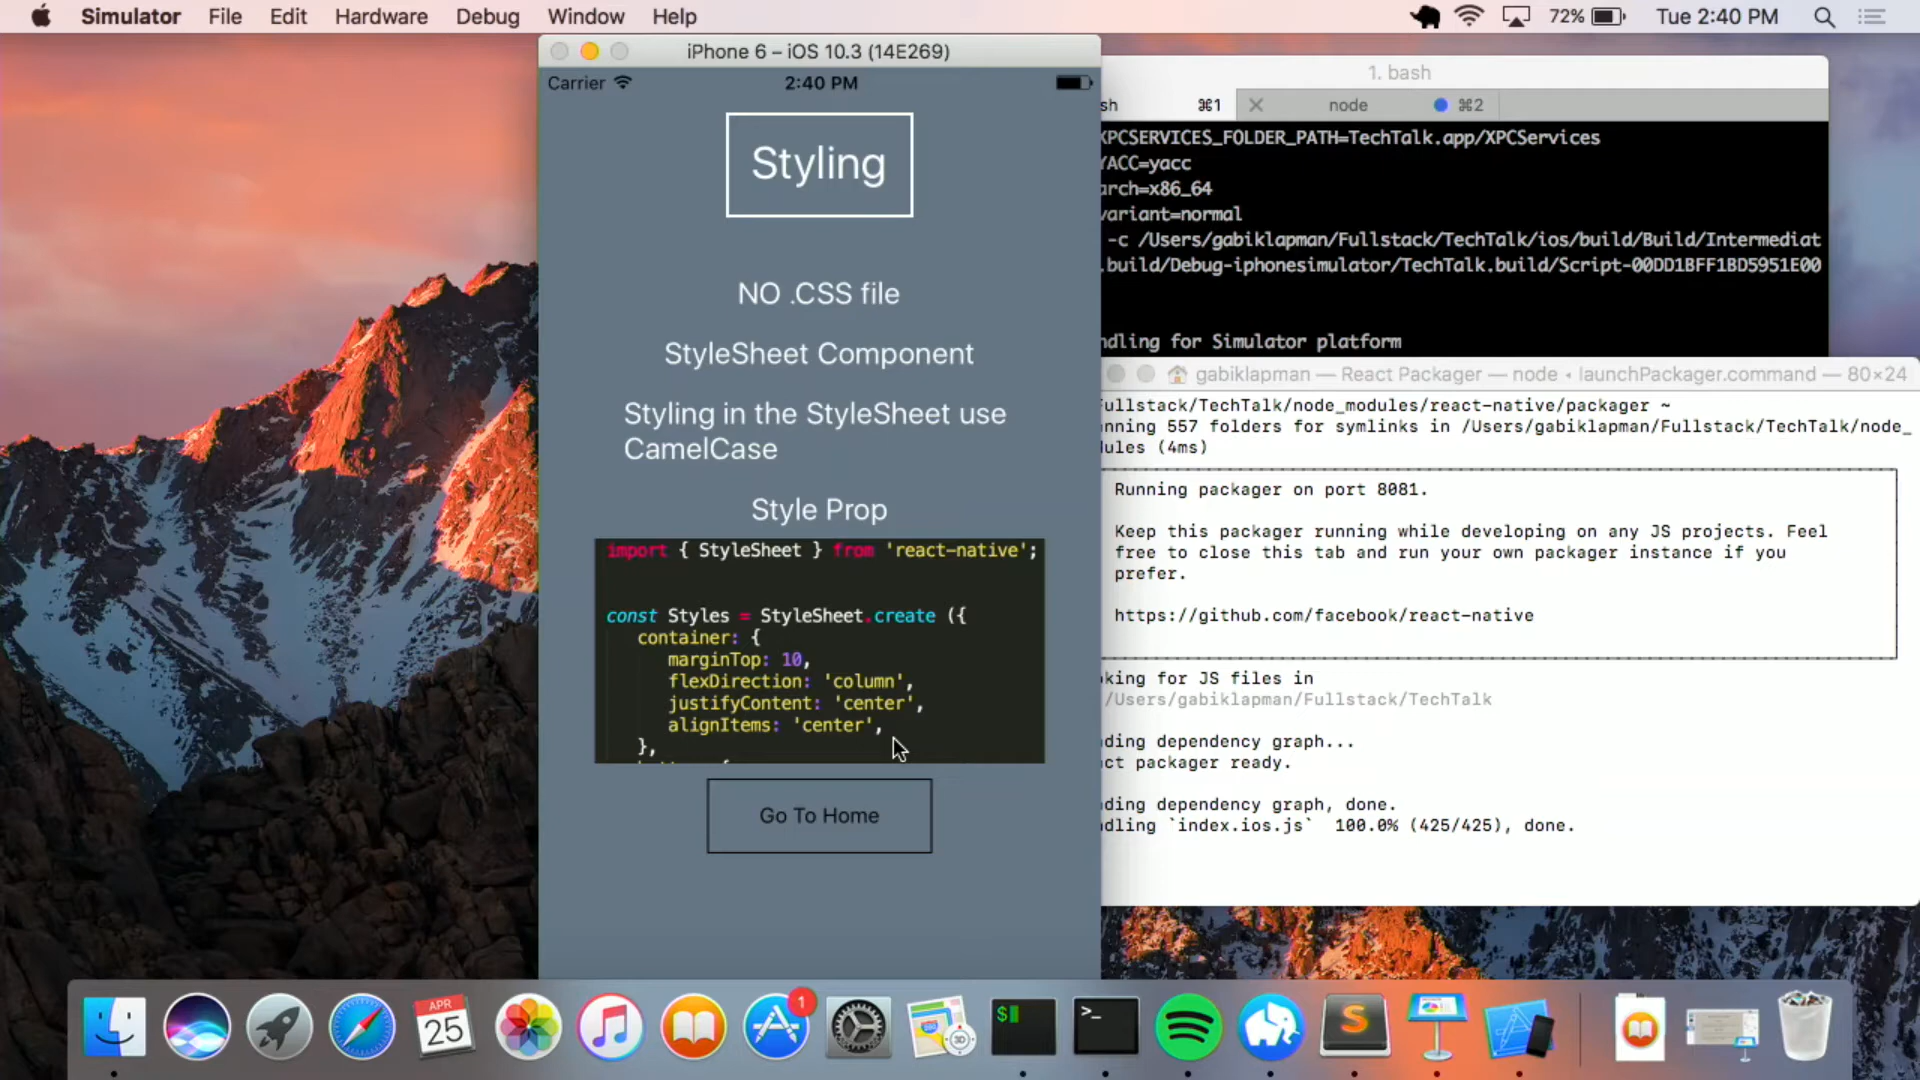 Simulator File Edit Hardware Debug Window Help 72% Tue 2:40 PM
iPhone 6 – iOS 10.3 (14E269)
Carrier 2:40 PM
Styling
NO .CSS file
StyleSheet Component
Styling in the StyleSheet use
CamelCase
Style Prop
import { StyleSheet } from 'react-native';
const Styles = StyleSheet.create ({
container: {
marginTop: 10,
flexDirection: 'column',
justifyContent: 'center',
alignItems: 'center',
},
Go To Home
1. bash
sh ⌘1 node ⌘2
XPCSERVICES_FOLDER_PATH=TechTalk.app/XPCServices
YACC=yacc
arch=x86_64
variant=normal
-c /Users/gabiklapman/Fullstack/TechTalk/ios/build/Build/Intermediat
.build/Debug-iphonesimulator/TechTalk.build/Script-00DD1BFF1BD5951E00
ndling for Simulator platform
gabiklapman — React Packager — node ◂ launchPackager.command — 80×24
Fullstack/TechTalk/node_modules/react-native/packager ~
nning 557 folders for symlinks in /Users/gabiklapman/Fullstack/TechTalk/node_
ules (4ms)
Running packager on port 8081.
Keep this packager running while developing on any JS projects. Feel
free to close this tab and run your own packager instance if you
prefer.
https://github.com/facebook/react-native
king for JS files in
/Users/gabiklapman/Fullstack/TechTalk
ding dependency graph...
ct packager ready.
ding dependency graph, done.
dling `index.ios.js` 100.0% (425/425), done.
APR
25
1
3D
$
>_
S